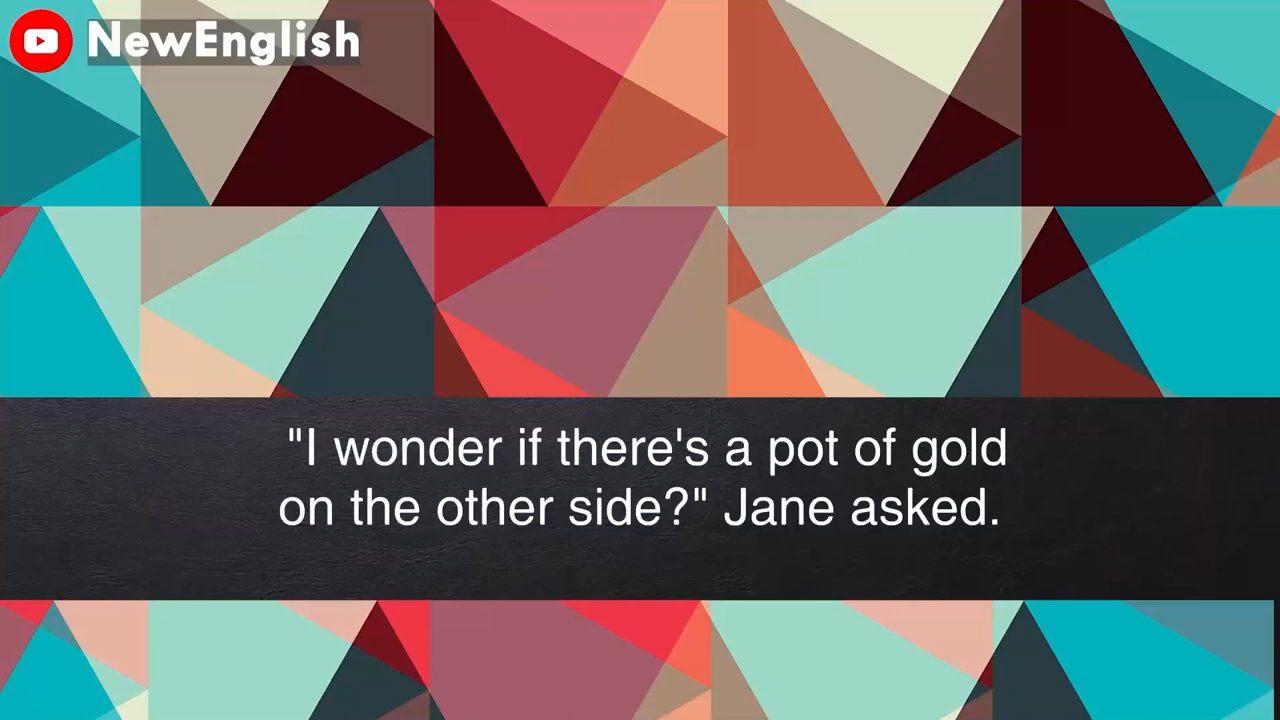 NewEnglish
"I wonder if there's a pot of gold
on the other side?" Jane asked.